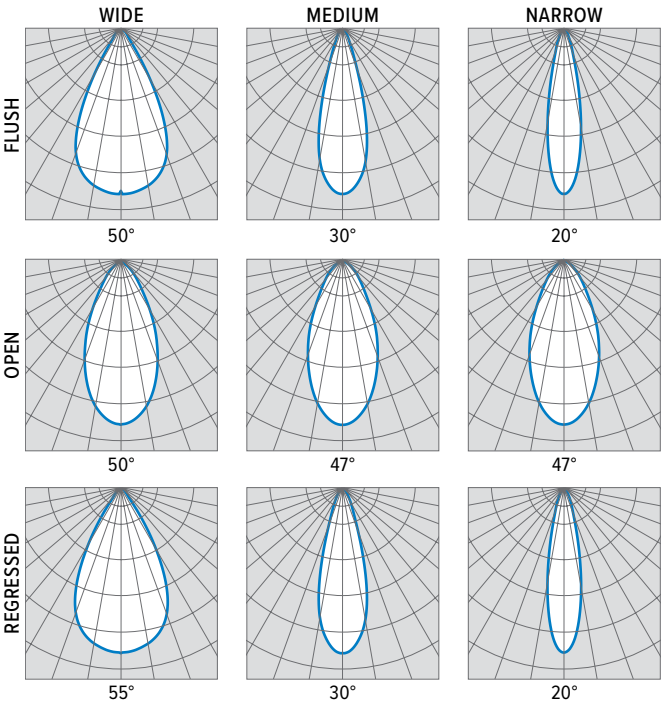 WIDE MEDIUM NARROW
FLUSH
50° 30° 20°
OPEN
50° 47° 47°
REGRESSED
55° 30° 20°